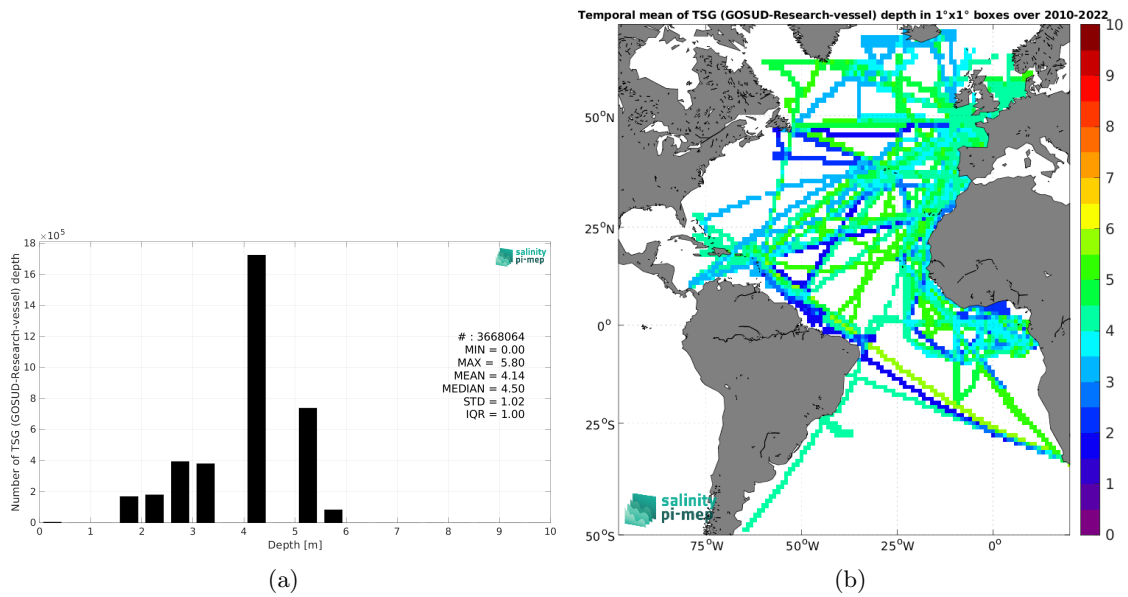 ×10⁵
18
16
14
12
10
8
6
4
2
0
Number of TSG (GOSUD-Research-vessel) depth
salinity
pi-mep
# : 3668064
MIN = 0.00
MAX = 5.80
MEAN = 4.14
MEDIAN = 4.50
STD = 1.02
IQR = 1.00
0 1 2 3 4 5 6 7 8 9 10
Depth [m]
(a)
Temporal mean of TSG (GOSUD-Research-vessel) depth in 1°x1° boxes over 2010-2022
50°N
25°N
0°
25°S
50°S
75°W 50°W 25°W 0°
salinity
pi-mep
10
9
8
7
6
5
4
3
2
1
0
(b)